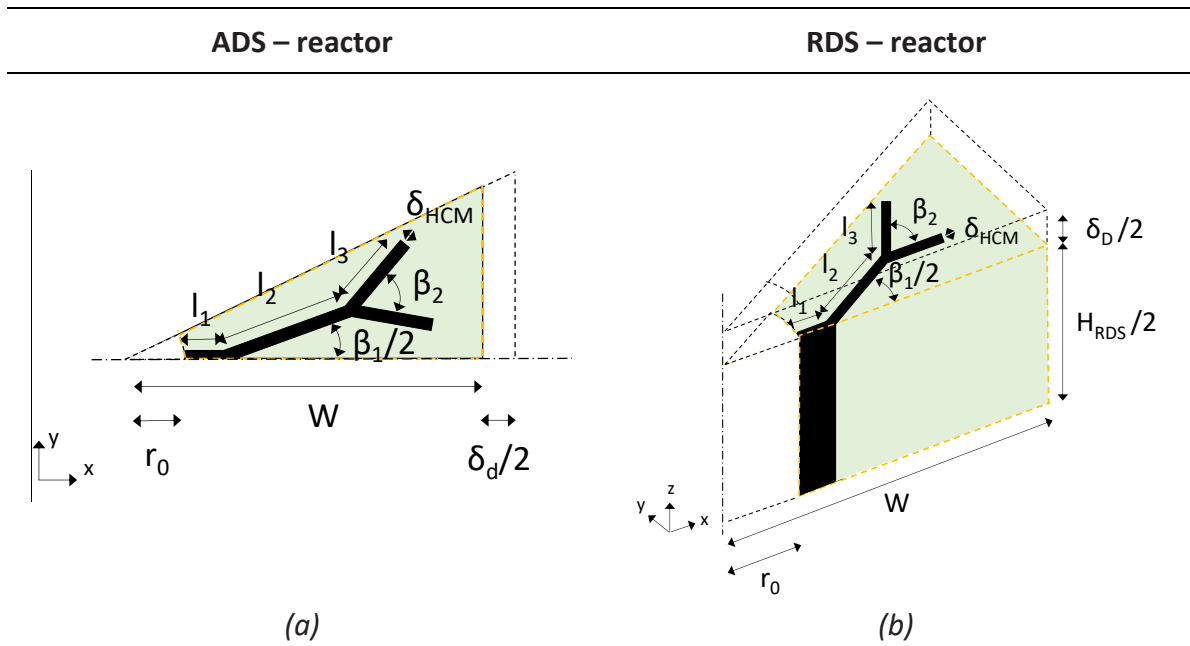 ADS – reactor
RDS – reactor
δHCM
l3
l2
l1
β2
β1/2
W
r0
δd/2
y
x
(a)
β2
l3
δHCM
l2
β1/2
l1
δD/2
HRDS/2
z
y
x
W
r0
(b)